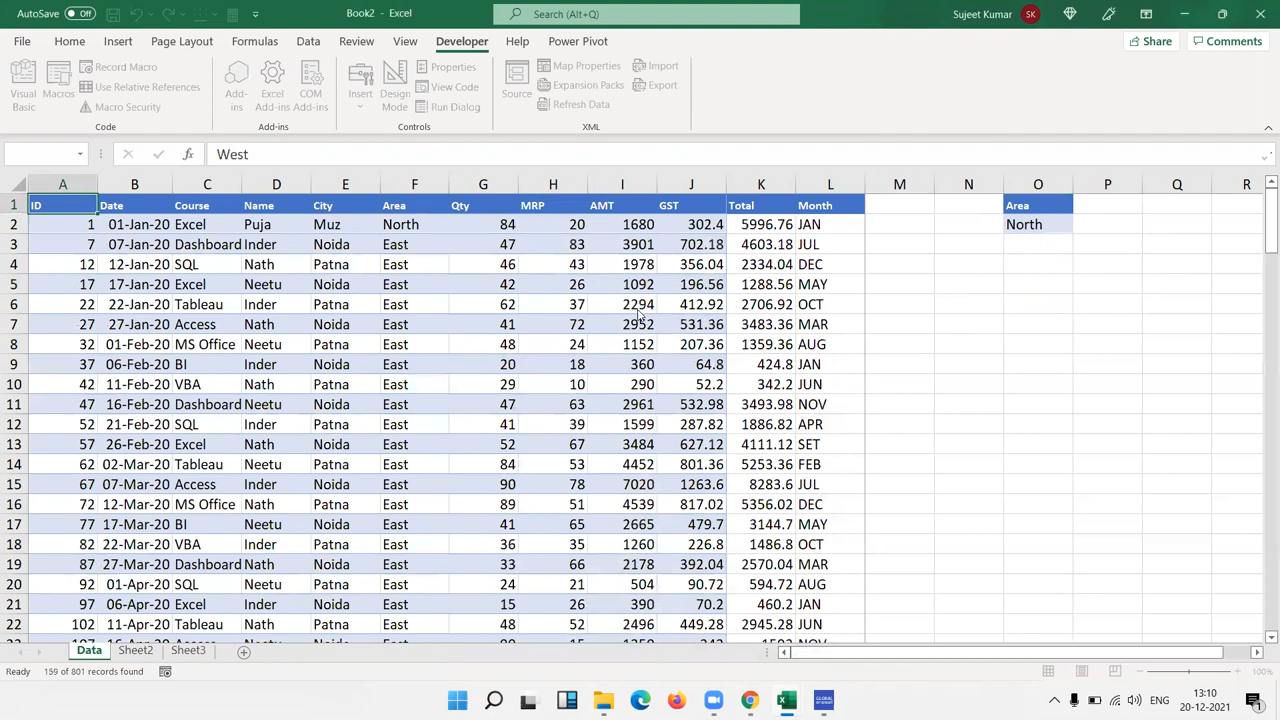 AutoSave Off Book2 - Excel Search (Alt+Q) Sujeet Kumar SK
File Home Insert Page Layout Formulas Data Review View Developer Help Power Pivot Share Comments
Visual Basic Macros Record Macro Use Relative References Macro Security Add-ins Excel Add-ins COM Add-ins Insert Design Mode Properties View Code Run Dialog Source Map Properties Expansion Packs Refresh Data Import Export
Code Add-ins Controls XML
West
A B C D E F G H I J K L M N O P Q R
1 ID Date Course Name City Area Qty MRP AMT GST Total Month Area
2 1 01-Jan-20 Excel Puja Muz North 84 20 1680 302.4 5996.76 JAN North
3 7 07-Jan-20 Dashboard Inder Noida East 47 83 3901 702.18 4603.18 JUL
4 12 12-Jan-20 SQL Nath Patna East 46 43 1978 356.04 2334.04 DEC
5 17 17-Jan-20 Excel Neetu Noida East 42 26 1092 196.56 1288.56 MAY
6 22 22-Jan-20 Tableau Inder Patna East 62 37 2294 412.92 2706.92 OCT
7 27 27-Jan-20 Access Nath Noida East 41 72 2952 531.36 3483.36 MAR
8 32 01-Feb-20 MS Office Neetu Patna East 48 24 1152 207.36 1359.36 AUG
9 37 06-Feb-20 BI Inder Noida East 20 18 360 64.8 424.8 JAN
10 42 11-Feb-20 VBA Nath Patna East 29 10 290 52.2 342.2 JUN
11 47 16-Feb-20 Dashboard Neetu Noida East 47 63 2961 532.98 3493.98 NOV
12 52 21-Feb-20 SQL Inder Patna East 41 39 1599 287.82 1886.82 APR
13 57 26-Feb-20 Excel Nath Noida East 52 67 3484 627.12 4111.12 SET
14 62 02-Mar-20 Tableau Neetu Patna East 84 53 4452 801.36 5253.36 FEB
15 67 07-Mar-20 Access Inder Noida East 90 78 7020 1263.6 8283.6 JUL
16 72 12-Mar-20 MS Office Nath Patna East 89 51 4539 817.02 5356.02 DEC
17 77 17-Mar-20 BI Neetu Noida East 41 65 2665 479.7 3144.7 MAY
18 82 22-Mar-20 VBA Inder Patna East 36 35 1260 226.8 1486.8 OCT
19 87 27-Mar-20 Dashboard Nath Noida East 33 66 2178 392.04 2570.04 MAR
20 92 01-Apr-20 SQL Neetu Patna East 24 21 504 90.72 594.72 AUG
21 97 06-Apr-20 Excel Inder Noida East 15 26 390 70.2 460.2 JAN
22 102 11-Apr-20 Tableau Nath Patna East 48 52 2496 449.28 2945.28 JUN
Data Sheet2 Sheet3
Ready 159 of 801 records found 100%
ENG 13:10
20-12-2021